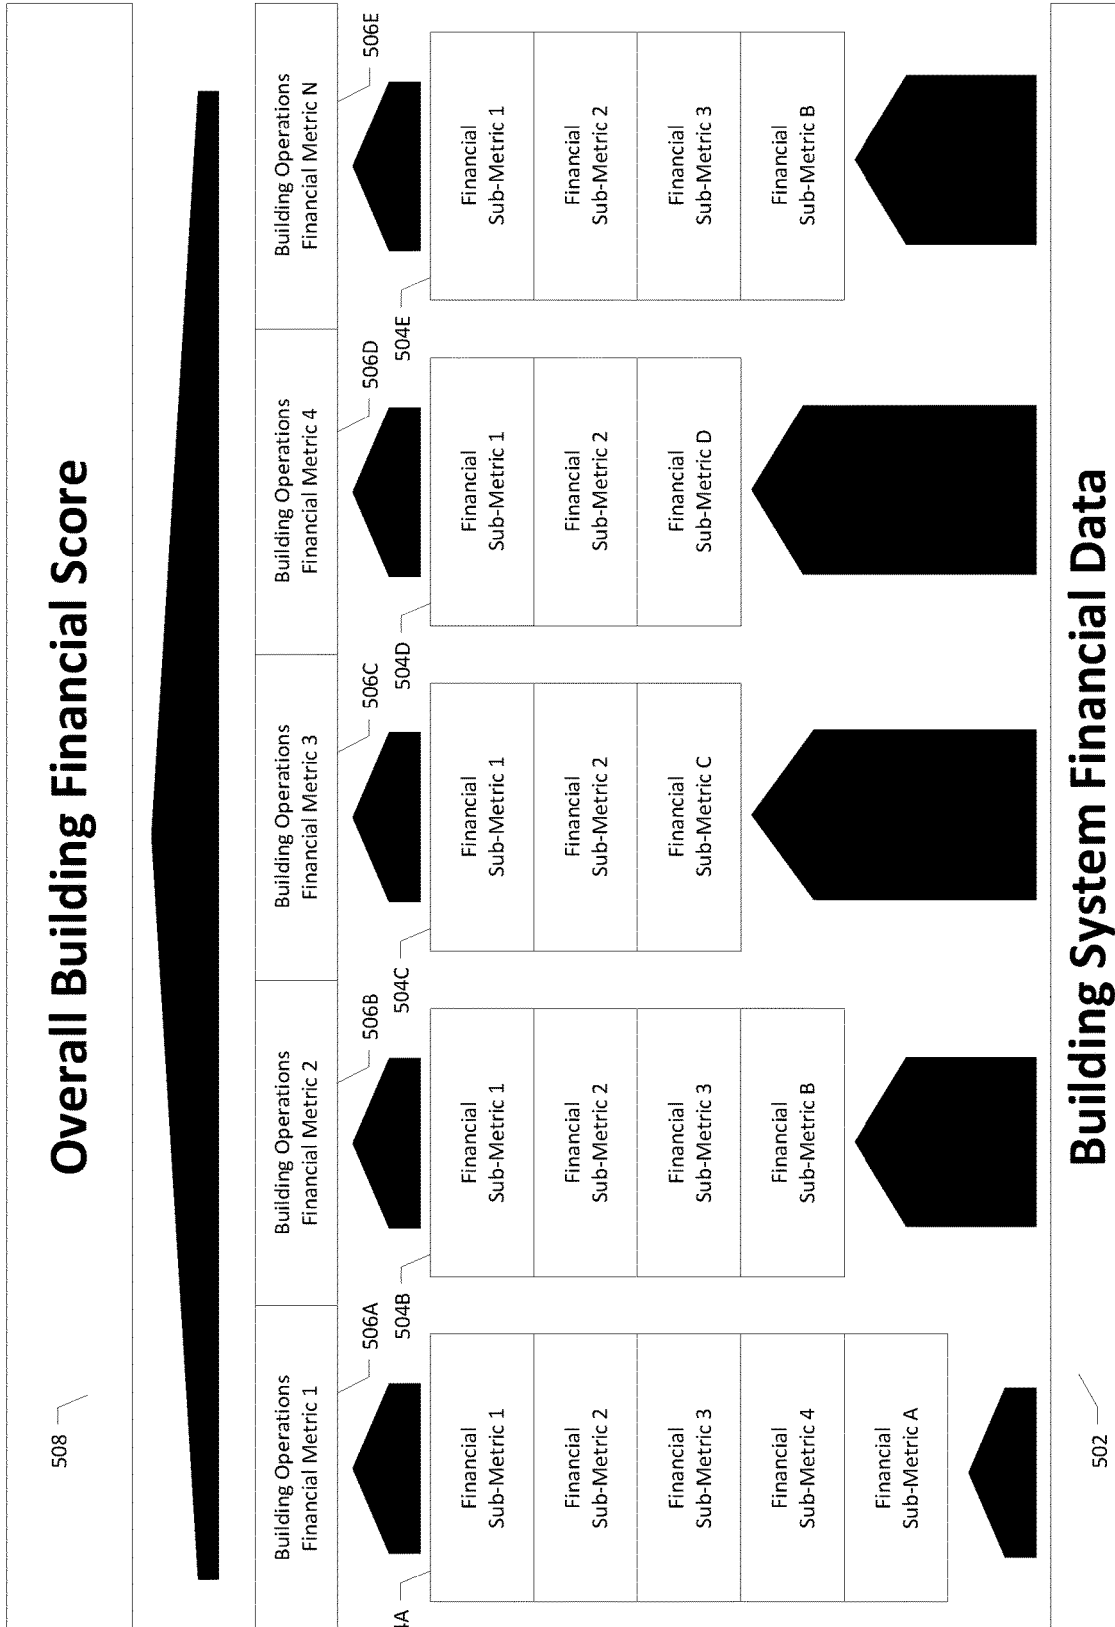 508
Overall Building Financial Score
Building Operations
Financial Metric 1
Building Operations
Financial Metric 2
Building Operations
Financial Metric 3
Building Operations
Financial Metric 4
Building Operations
Financial Metric N
506A
506B
506C
506D
506E
4A
504B
504C
504D
504E
Financial
Sub-Metric 1
Financial
Sub-Metric 2
Financial
Sub-Metric 3
Financial
Sub-Metric 4
Financial
Sub-Metric A
Financial
Sub-Metric 1
Financial
Sub-Metric 2
Financial
Sub-Metric 3
Financial
Sub-Metric B
Financial
Sub-Metric 1
Financial
Sub-Metric 2
Financial
Sub-Metric C
Financial
Sub-Metric 1
Financial
Sub-Metric 2
Financial
Sub-Metric D
Financial
Sub-Metric 1
Financial
Sub-Metric 2
Financial
Sub-Metric 3
Financial
Sub-Metric B
502
Building System Financial Data